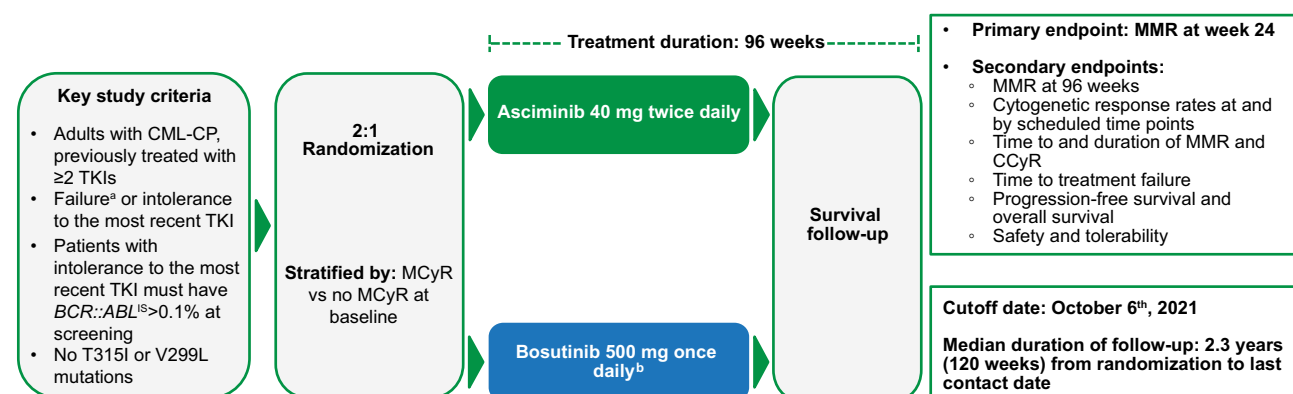 Treatment duration: 96 weeks
Key study criteria
• Adults with CML-CP,
previously treated with
≥2 TKIs
• Failureᵃ or intolerance
to the most recent TKI
• Patients with
intolerance to the most
recent TKI must have
BCR::ABLᴵˢ>0.1% at
screening
• No T315I or V299L
mutations
2:1
Randomization
Stratified by: MCyR
vs no MCyR at
baseline
Asciminib 40 mg twice daily
Bosutinib 500 mg once
dailyᵇ
Survival
follow-up
• Primary endpoint: MMR at week 24
• Secondary endpoints:
◦ MMR at 96 weeks
◦ Cytogenetic response rates at and
by scheduled time points
◦ Time to and duration of MMR and
CCyR
◦ Time to treatment failure
◦ Progression-free survival and
overall survival
◦ Safety and tolerability
Cutoff date: October 6ᵗʰ, 2021
Median duration of follow-up: 2.3 years
(120 weeks) from randomization to last
contact date